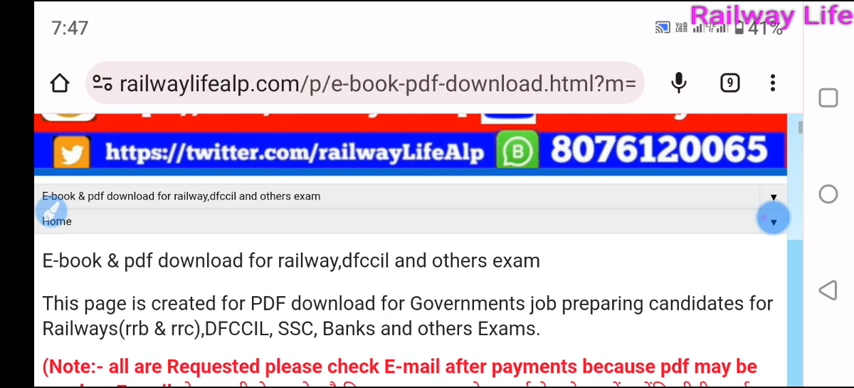 Railway Life
7:47
41%
railwaylifealp.com/p/e-book-pdf-download.html?m=
9
https://twitter.com/railwayLifeAlp
B
8076120065
E-book & pdf download for railway,dfccil and others exam
Home
E-book & pdf download for railway,dfccil and others exam
This page is created for PDF download for Governments job preparing candidates for
Railways(rrb & rrc),DFCCIL, SSC, Banks and others Exams.
(Note:- all are Requested please check E-mail after payments because pdf may be